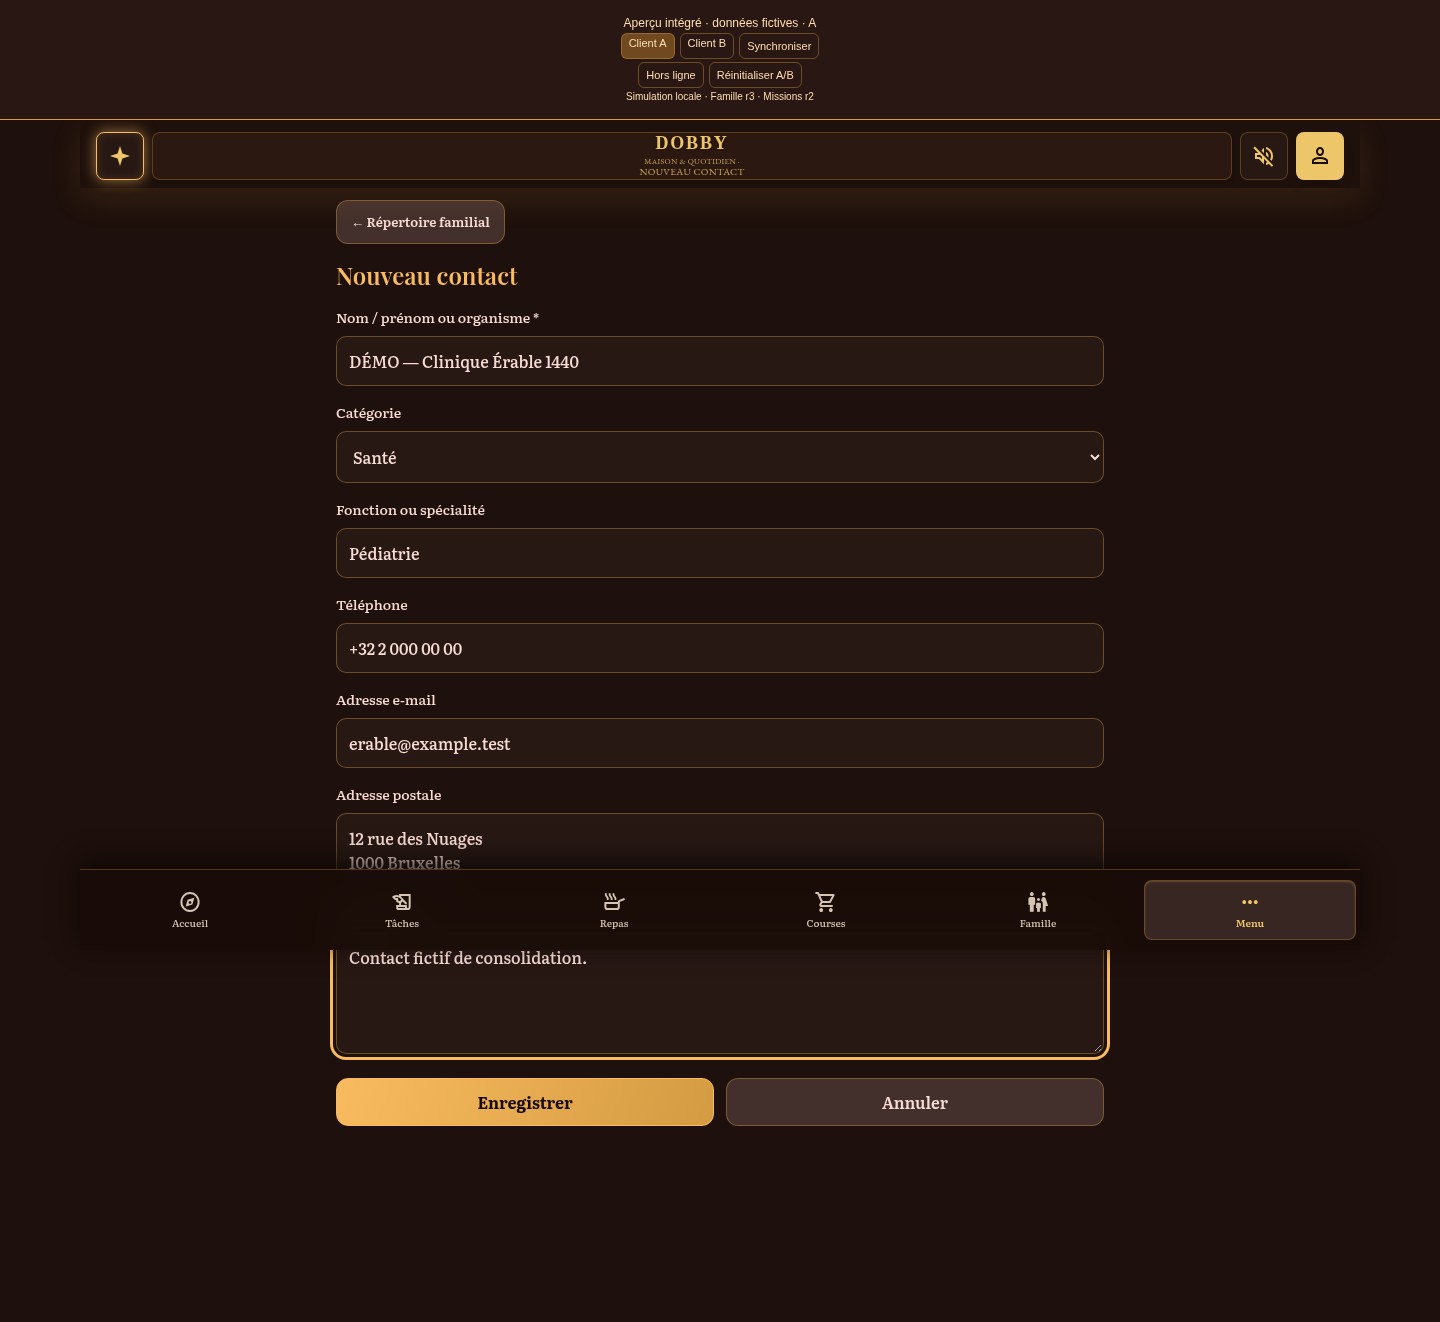 Aperçu intégré · données fictives · A
Client A
Client B
Synchroniser
Hors ligne
Réinitialiser A/B
Simulation locale · Famille r3 · Missions r2
DOBBY
MAISON & QUOTIDIEN ·
NOUVEAU CONTACT
← Répertoire familial
Nouveau contact
Nom / prénom ou organisme *
DÉMO — Clinique Érable 1440
Catégorie
Santé
Fonction ou spécialité
Pédiatrie
Téléphone
+32 2 000 00 00
Adresse e-mail
erable@example.test
Adresse postale
12 rue des Nuages
1000 Bruxelles
Accueil
Tâches
Repas
Courses
Famille
Menu
Contact fictif de consolidation.
Enregistrer
Annuler